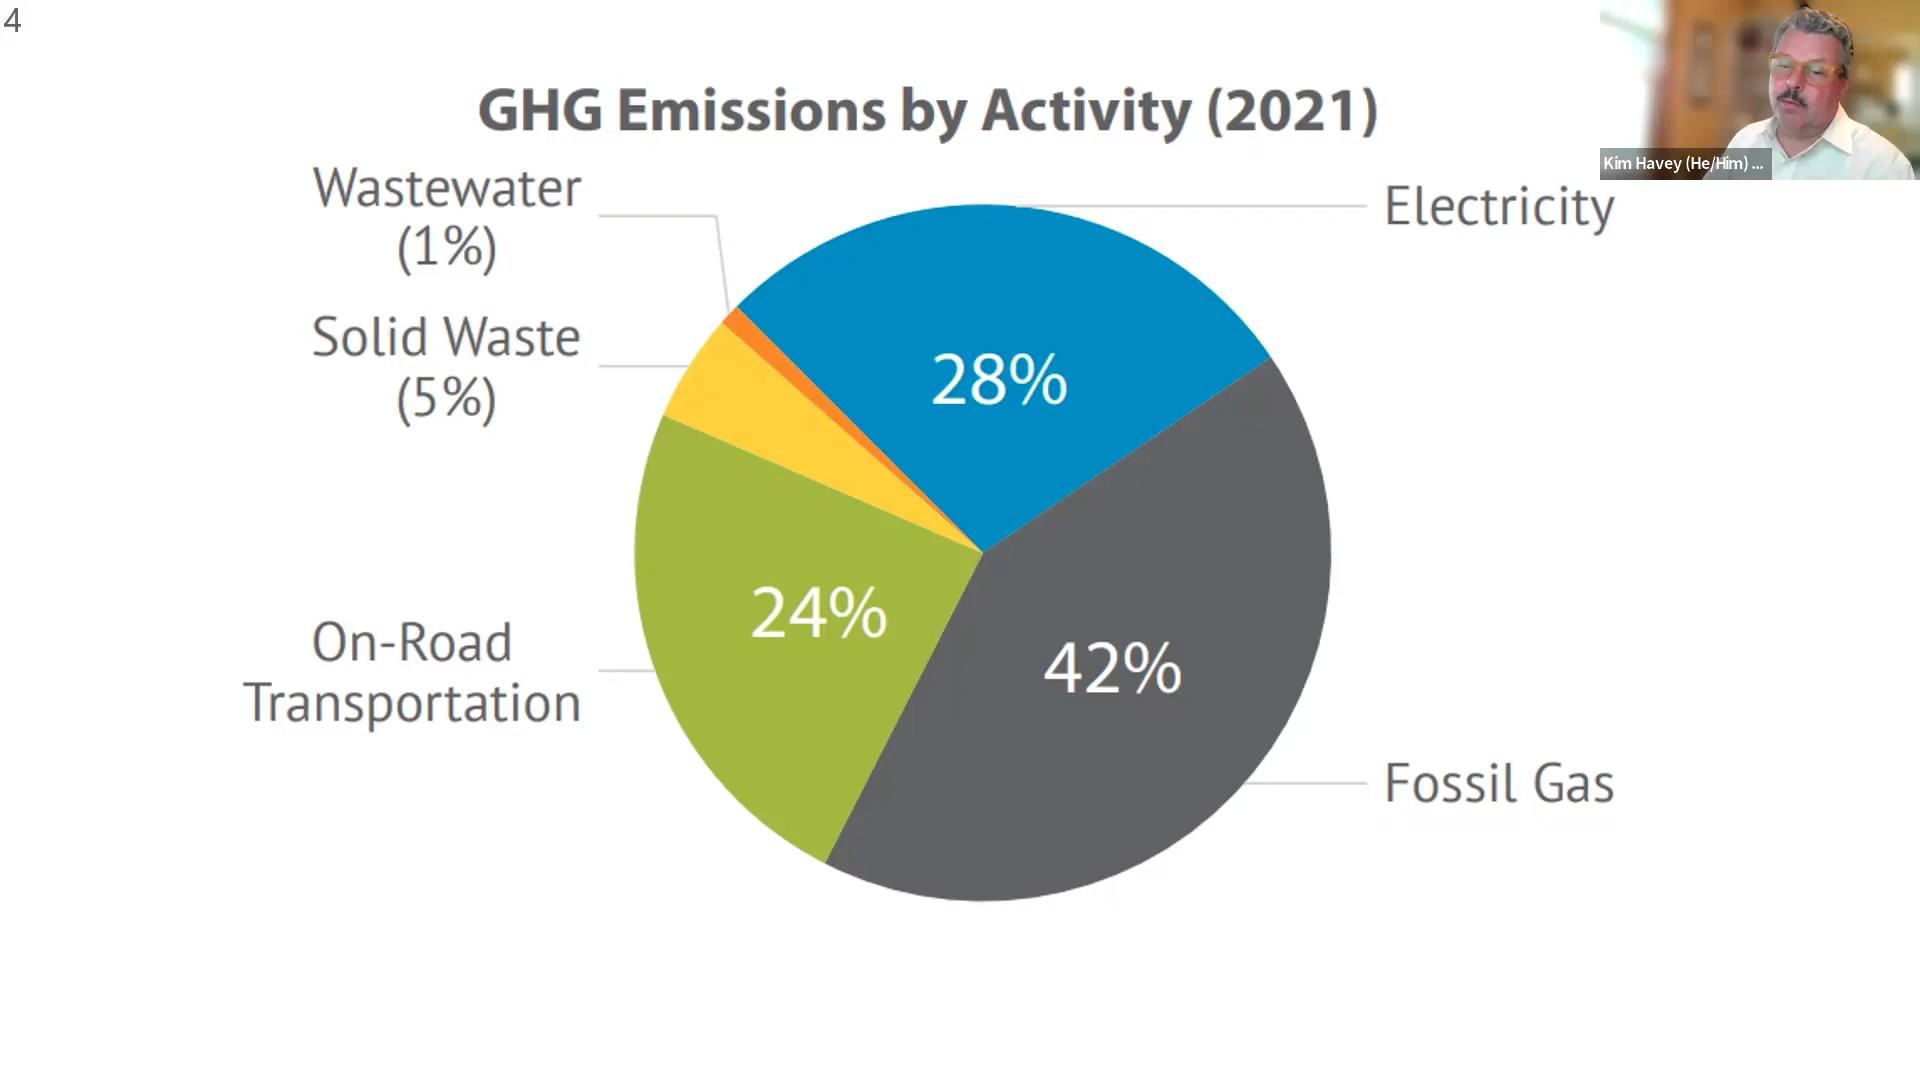 4
Kim Havey (He/Him) ...
GHG Emissions by Activity (2021)
Wastewater
(1%)
Electricity
Solid Waste
(5%)
28%
On-Road
Transportation
24%
42%
Fossil Gas